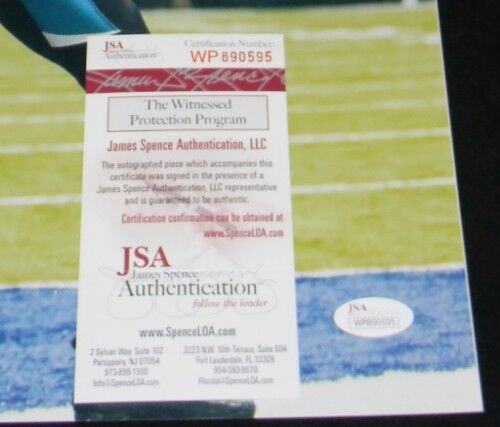 JSA
James Spence
Authentication
Certification Number:
WP890595
The Witnessed
Protection Program
James Spence Authentication, LLC
The autographed piece which accompanies this
certificate was signed in the presence of a
James Spence Authentication, LLC representative
and is guaranteed to be authentic.
Certification confirmation can be obtained at
www.SpenceLOA.com
JSA
James Spence
Authentication
follow the leader
www.SpenceLOA.com
2 Sylvan Way, Suite 102
Parsippany, NJ 07054
973-898-1300
Info@SpenceLOA.com
3223 N.W. 10th Terrace, Suite 604
Fort Lauderdale, FL 33309
954-380-8670
Florida@SpenceLOA.com
JSA
WP890595